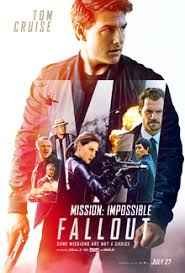 TOM
CRUISE
MISSION: IMPOSSIBLE
FALLOUT
SOME MISSIONS ARE NOT A CHOICE
JULY 27